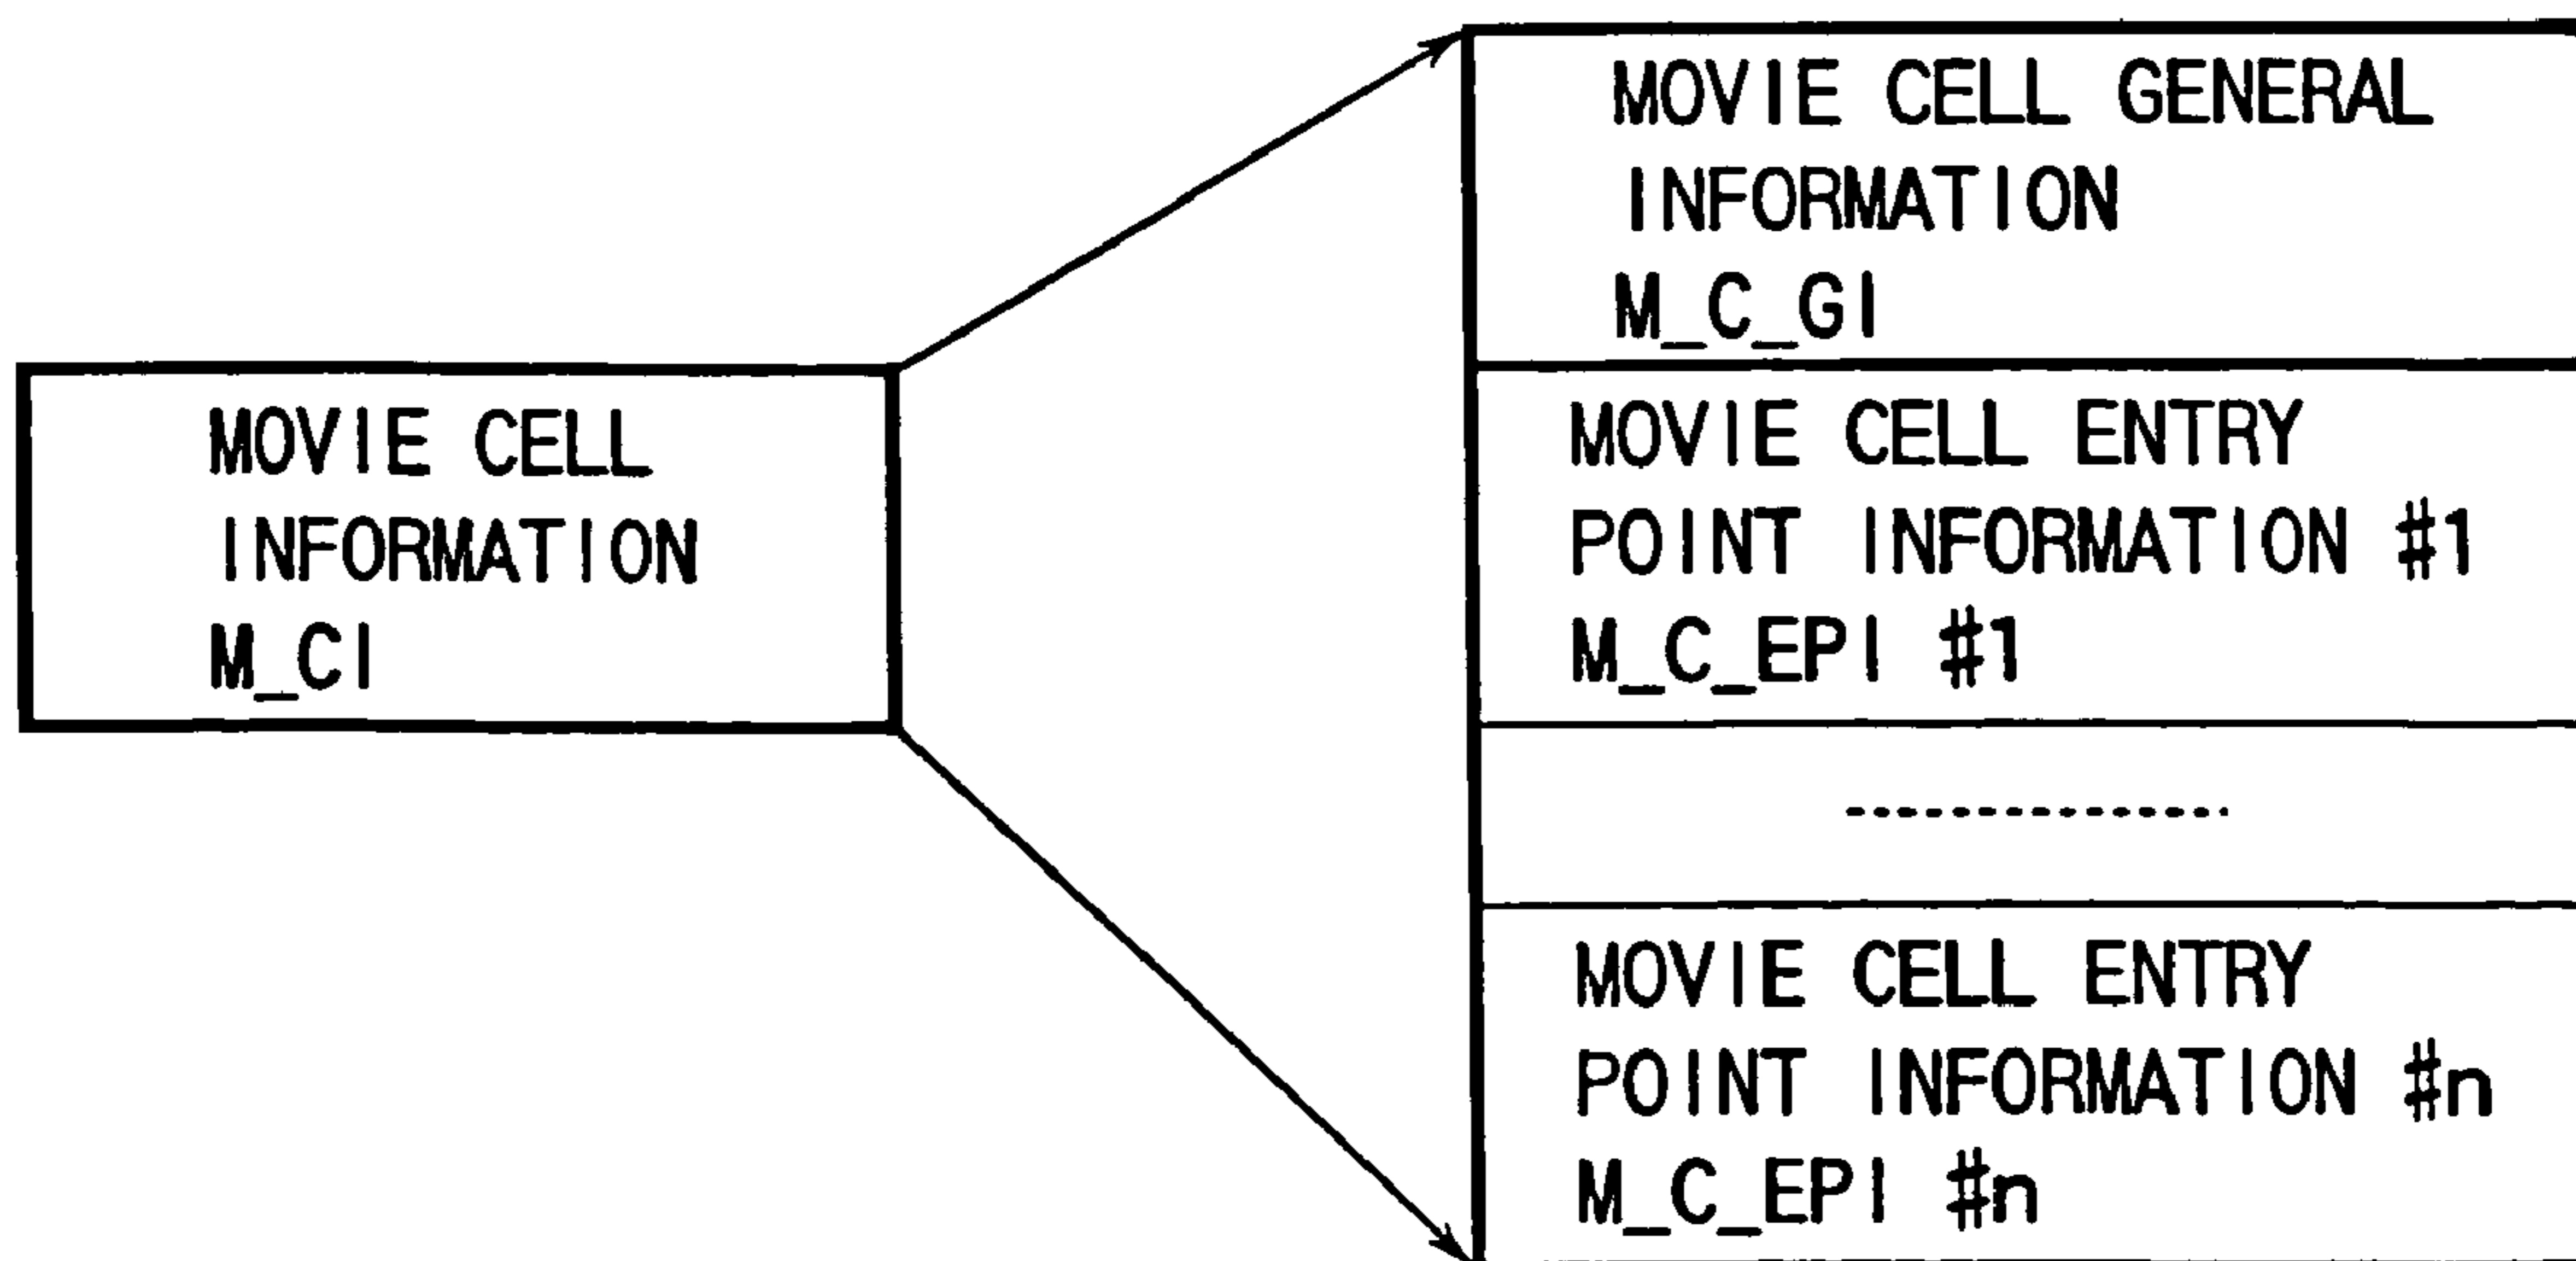 MOVIE CELL
INFORMATION
M_CI
MOVIE CELL GENERAL
INFORMATION
M_C_GI
MOVIE CELL ENTRY
POINT INFORMATION #1
M_C_EPI #1
MOVIE CELL ENTRY
POINT INFORMATION #n
M_C_EPI #n